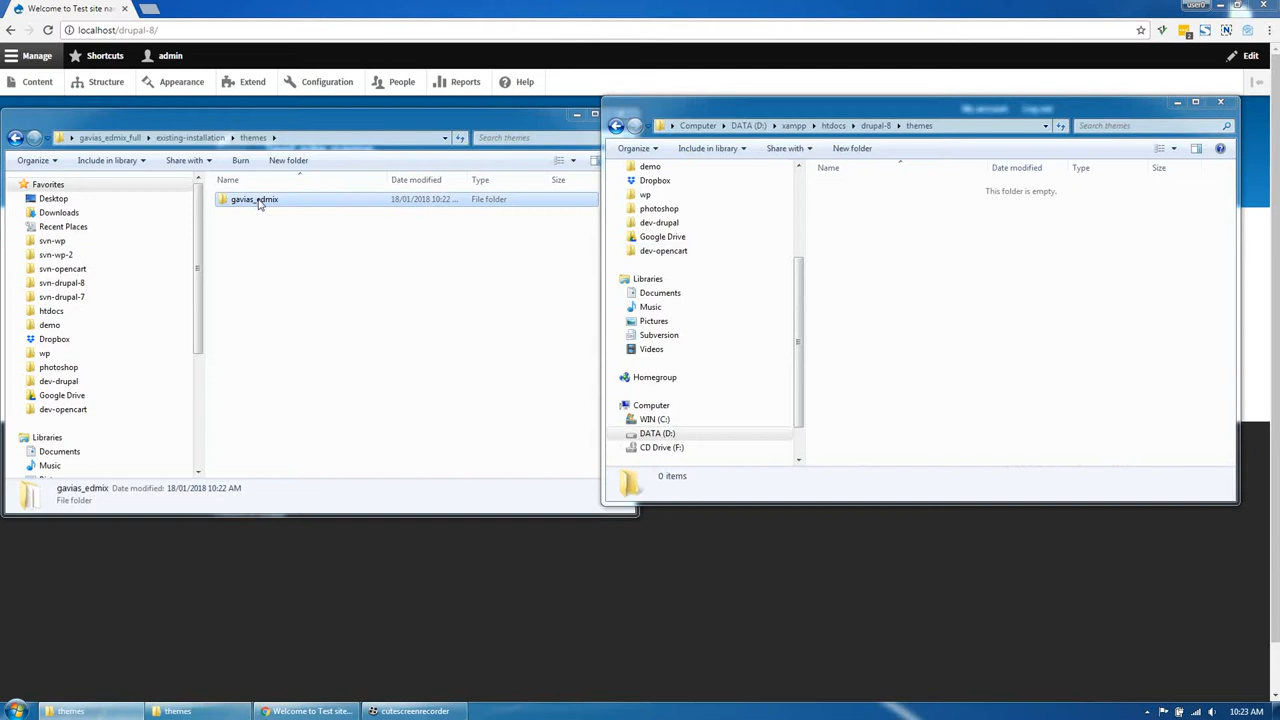 Welcome to Test site na
user0
localhost/drupal-8/
Manage Shortcuts admin Edit
Content Structure Appearance Extend Configuration People Reports Help
gavias_edmix_full existing-installation themes Search themes
Organize Include in library Share with Burn New folder
Name Date modified Type Size
gavias_edmix 18/01/2018 10:22 ... File folder
Favorites
Desktop
Downloads
Recent Places
svn-wp
svn-wp-2
svn-opencart
svn-drupal-8
svn-drupal-7
htdocs
demo
Dropbox
wp
photoshop
dev-drupal
Google Drive
dev-opencart
Libraries
Documents
Music
gavias_edmix Date modified: 18/01/2018 10:22 AM
File folder
My account Log out
Computer DATA (D:) xampp htdocs drupal-8 themes Search themes
Organize Include in library Share with New folder
Name Date modified Type Size
This folder is empty.
demo
Dropbox
wp
photoshop
dev-drupal
Google Drive
dev-opencart
Libraries
Documents
Music
Pictures
Subversion
Videos
Homegroup
Computer
WIN (C:)
DATA (D:)
CD Drive (F:)
0 items
themes themes Welcome to Test site... cutescreenrecorder 10:23 AM